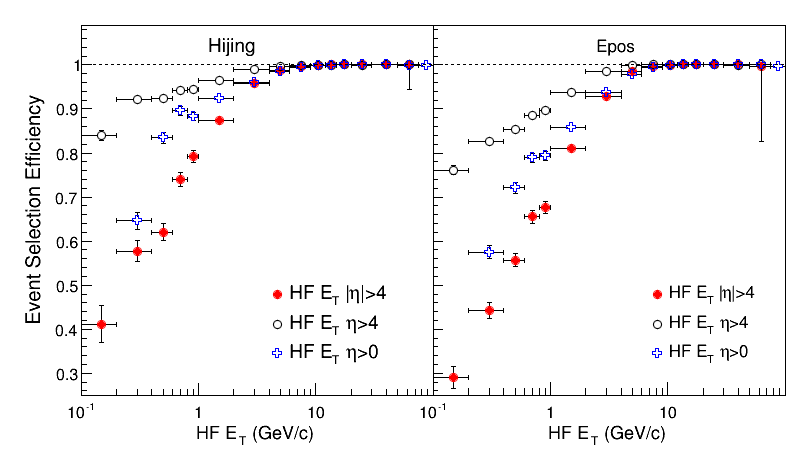 Hijing
Epos
Event Selection Efficiency
1
0.9
0.8
0.7
0.6
0.5
0.4
0.3
HF E_T |η|>4
HF E_T η>4
HF E_T η>0
HF E_T |η|>4
HF E_T η>4
HF E_T η>0
10⁻¹ 1 10 10⁻¹ 1 10
HF E_T (GeV/c)
HF E_T (GeV/c)